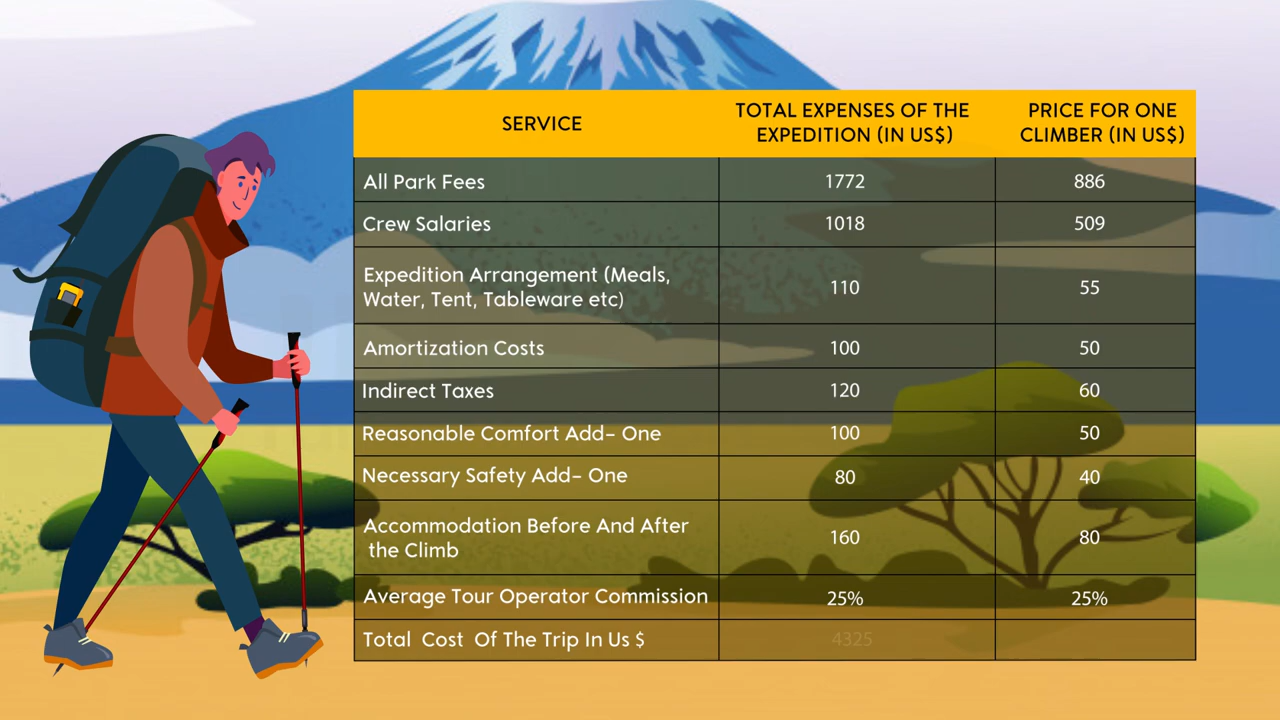 SERVICE
TOTAL EXPENSES OF THE
EXPEDITION (IN US$)
PRICE FOR ONE
CLIMBER (IN US$)
All Park Fees 1772 886
Crew Salaries 1018 509
Expedition Arrangement (Meals,
Water, Tent, Tableware etc) 110 55
Amortization Costs 100 50
Indirect Taxes 120 60
Reasonable Comfort Add- One 100 50
Necessary Safety Add- One 80 40
Accommodation Before And After
the Climb 160 80
Average Tour Operator Commission 25% 25%
Total Cost Of The Trip In Us $ 4325